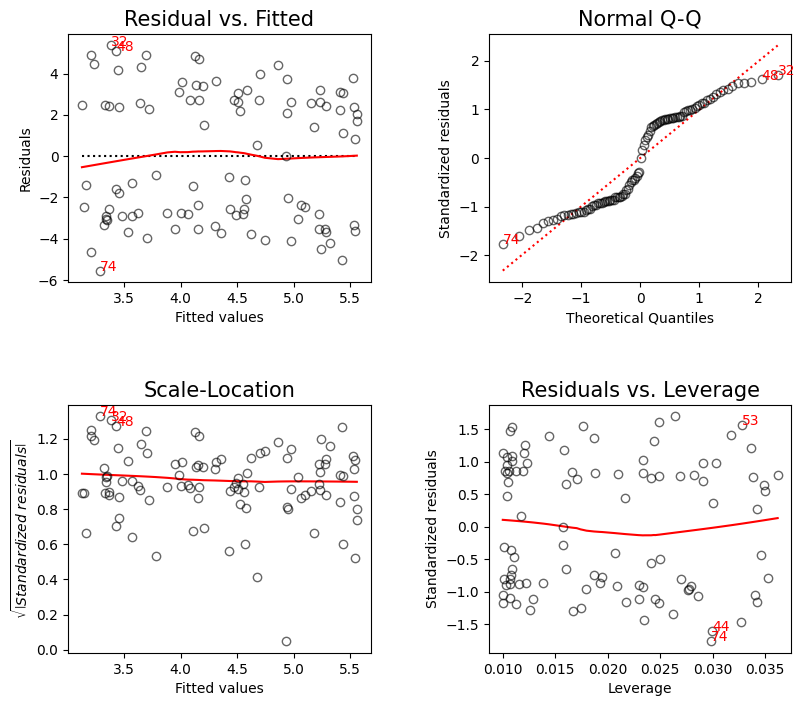 Residual vs. Fitted
Residuals
4
2
0
−2
−4
−6
32
48
74
3.5 4.0 4.5 5.0 5.5
Fitted values
Normal Q-Q
Standardized residuals
2
1
0
−1
−2
48
32
74
−2 −1 0 1 2
Theoretical Quantiles
Scale-Location
√|Standardized residuals|
1.2
1.0
0.8
0.6
0.4
0.2
0.0
74
32
48
3.5 4.0 4.5 5.0 5.5
Fitted values
Residuals vs. Leverage
Standardized residuals
1.5
1.0
0.5
0.0
−0.5
−1.0
−1.5
53
44
74
0.010 0.015 0.020 0.025 0.030 0.035
Leverage